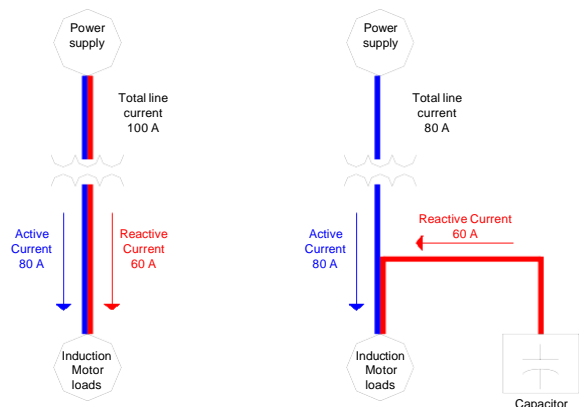 Power
supply
Total line
current
100 A
Active
Current
80 A
Reactive
Current
60 A
Induction
Motor
loads
Power
supply
Total line
current
80 A
Active
Current
80 A
Reactive Current
60 A
Induction
Motor
loads
Capacitor